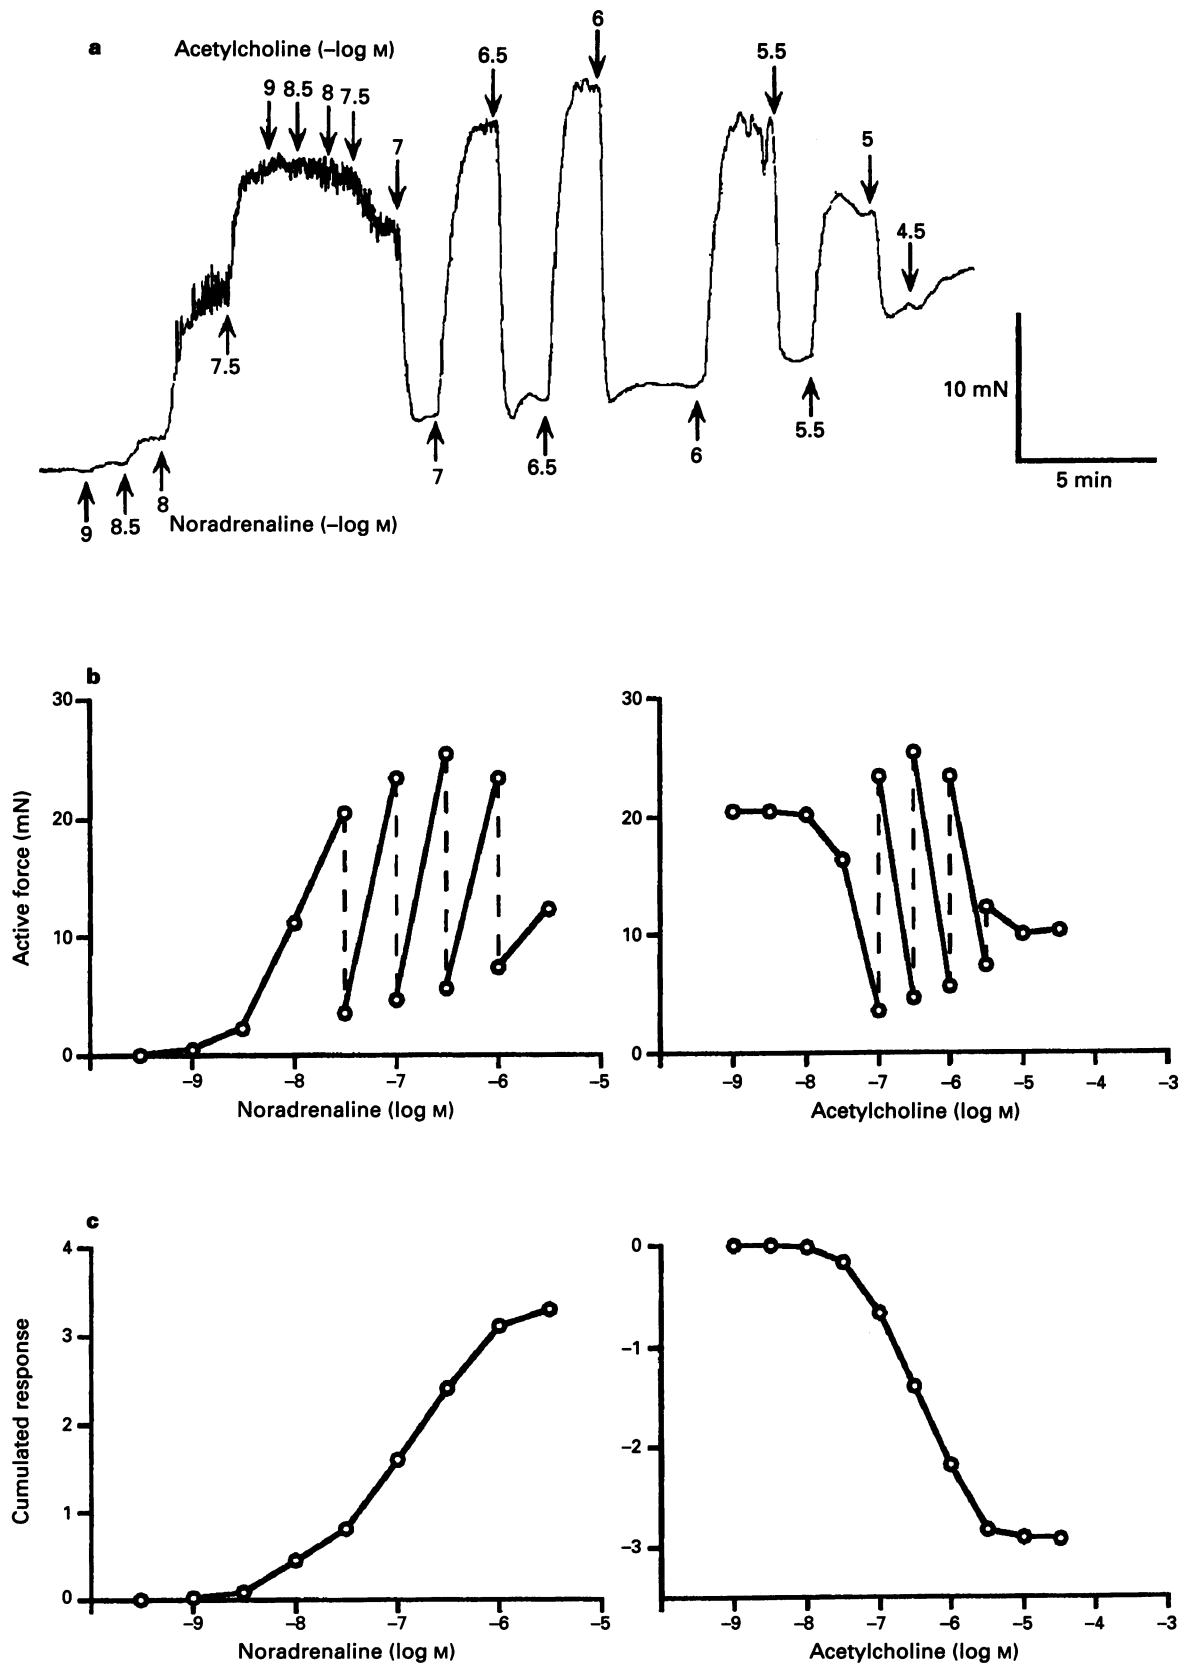 a
Acetylcholine (–log M)
9 8.5 8 7.5 7 6.5 6 5.5 5 4.5
9 8.5 8 7.5 7 6.5 6 5.5
Noradrenaline (–log M)
10 mN
5 min
b
Active force (mN)
30
20
10
0
–9 –8 –7 –6 –5
Noradrenaline (log M)
30
20
10
0
–9 –8 –7 –6 –5 –4 –3
Acetylcholine (log M)
c
Cumulated response
4
3
2
1
0
–9 –8 –7 –6 –5
Noradrenaline (log M)
0
–1
–2
–3
–9 –8 –7 –6 –5 –4 –3
Acetylcholine (log M)